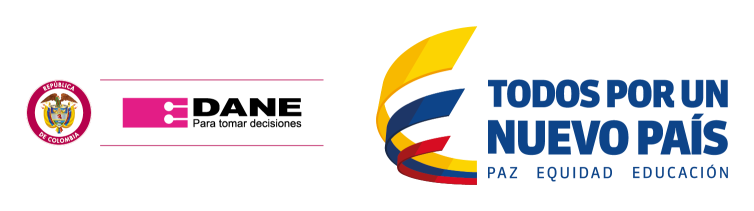 REPÚBLICA
DE COLOMBIA
DANE
Para tomar decisiones
TODOS POR UN
NUEVO PAÍS
PAZ EQUIDAD EDUCACIÓN